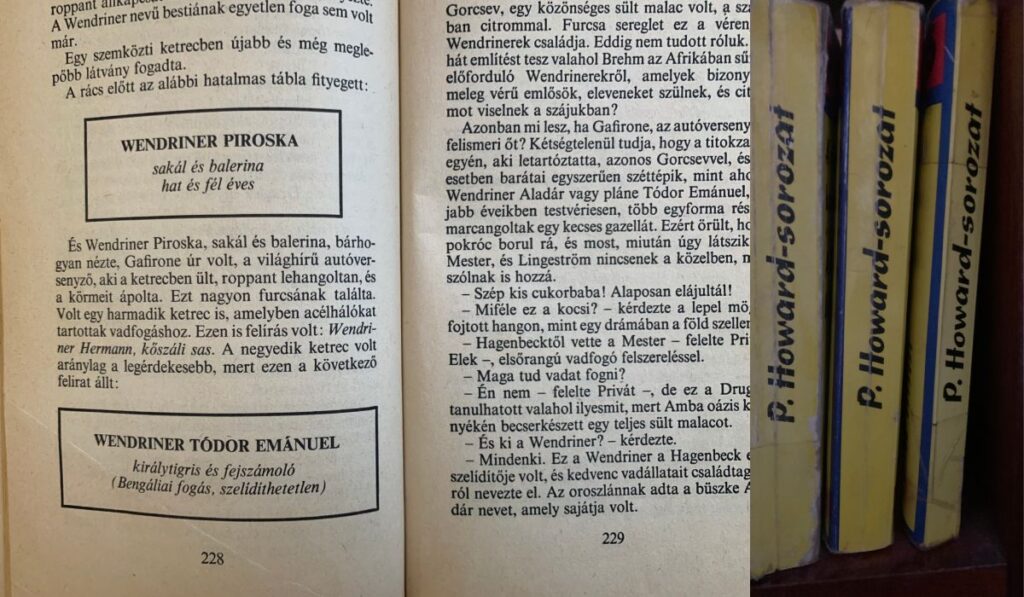 roppant állkapcs
A Wendriner nevű bestiának egyetlen foga sem volt
már.
Egy szemközti ketrecben újabb és még megle-
pőbb látvány fogadta.
A rács előtt az alábbi hatalmas tábla fityegett:
WENDRINER PIROSKA
sakál és balerina
hat és fél éves
És Wendriner Piroska, sakál és balerina, bárho-
gyan nézte, Gafirone úr volt, a világhírű autóver-
senyző, aki a ketrecben ült, roppant lehangoltan, és
a körmeit ápolta. Ezt nagyon furcsának találta.
Volt egy harmadik ketrec is, amelyben acélhálókat
tartottak vadfogáshoz. Ezen is felírás volt: Wendri-
ner Hermann, kőszáli sas. A negyedik ketrec volt
aránylag a legérdekesebb, mert ezen a következő
felirat állt:
WENDRINER TÓDOR EMÁNUEL
királytigris és fejszámoló
(Bengáliai fogás, szelidíthetetlen)
228
Gorcsev, egy közönséges sült malac volt, a szá
ban citrommal. Furcsa sereglet ez a véren
Wendrinerek családja. Eddig nem tudott róluk.
hát említést tesz valahol Brehm az Afrikában sű
előforduló Wendrinerekről, amelyek bizony
meleg vérű emlősök, eleveneket szülnek, és cit
mot viselnek a szájukban?
Azonban mi lesz, ha Gafirone, az autóverseny
felismeri őt? Kétségtelenül tudja, hogy a titokza
egyén, aki letartóztatta, azonos Gorcsevvel, és
esetben barátai egyszerűen széttépik, mint aho
Wendriner Aladár vagy pláne Tódor Emánuel,
jabb éveikben testvériesen, több egyforma rés
marcangoltak egy kecses gazellát. Ezért őrült, ho
pokróc borul rá, és most, miután úgy látszik
Mester, és Lingeström nincsenek a közelben, n
szólnak is hozzá.
– Szép kis cukorbaba! Alaposan elájultál!
– Miféle ez a kocsi? – kérdezte a lepel mö
fojtott hangon, mint egy drámában a föld szeller
– Hagenbecktől vette a Mester – felelte Pri
Elek –, elsőrangú vadfogó felszereléssel.
– Maga tud vadat fogni?
– Én nem – felelte Privát –, de ez a Drug
tanulhatott valahol ilyesmit, mert Amba oázis k
nyékén becserkészett egy teljes sült malacot.
– És ki a Wendriner? – kérdezte.
– Mindenki. Ez a Wendriner a Hagenbeck e
szelidítője volt, és kedvenc vadállatait családtag
ról nevezte el. Az oroszlánnak adta a büszke A
dár nevet, amely sajátja volt.
229
P. Howard-sorozat
P. Howard-sorozat
P. Howard-sorozat